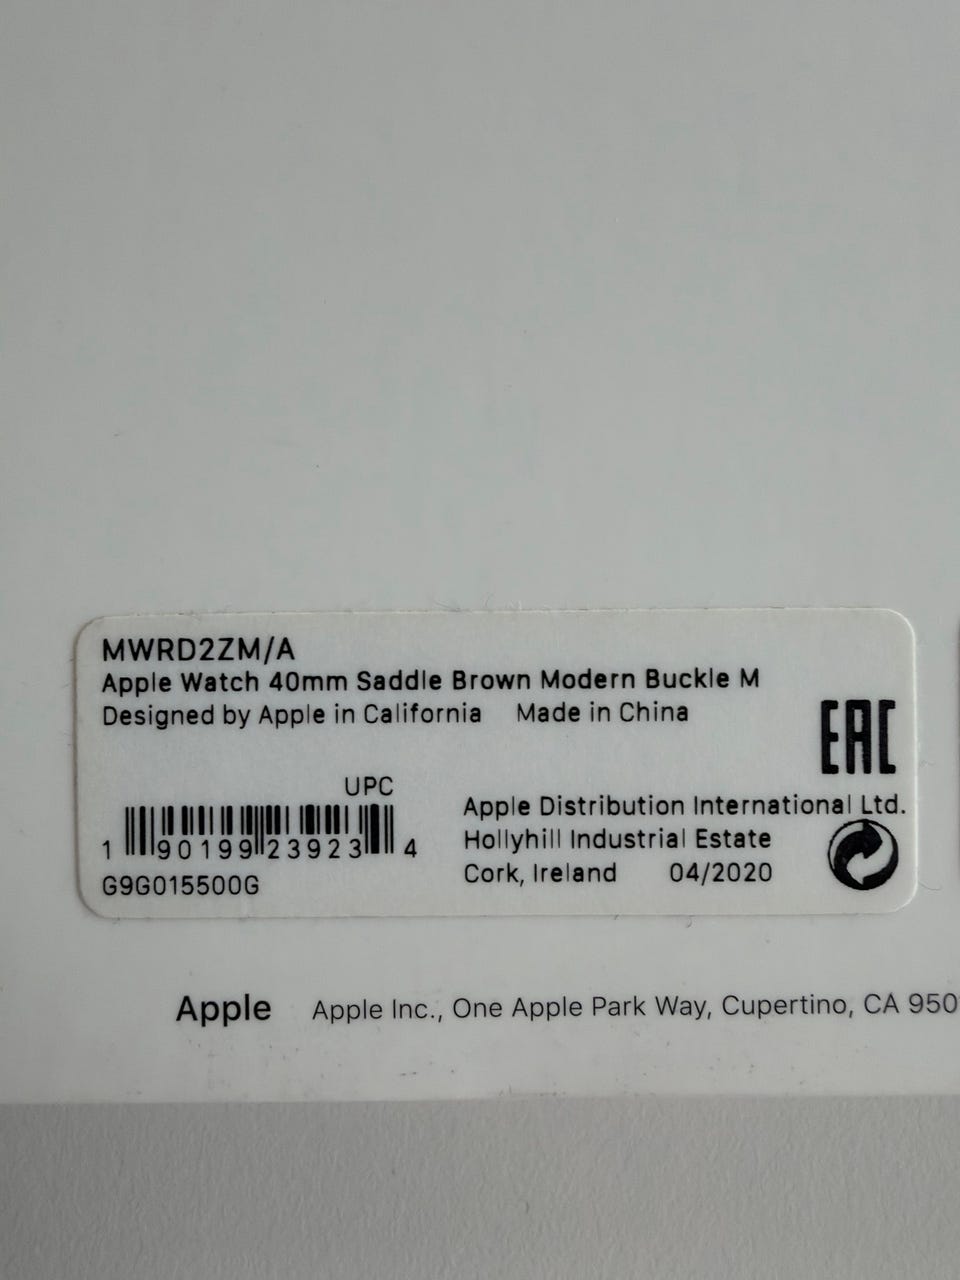 MWRD2ZM/A
Apple Watch 40mm Saddle Brown Modern Buckle M
Designed by Apple in California Made in China
EAC
UPC
1 90199 23923 4
G9G015500G
Apple Distribution International Ltd.
Hollyhill Industrial Estate
Cork, Ireland 04/2020
Apple Apple Inc., One Apple Park Way, Cupertino, CA 950